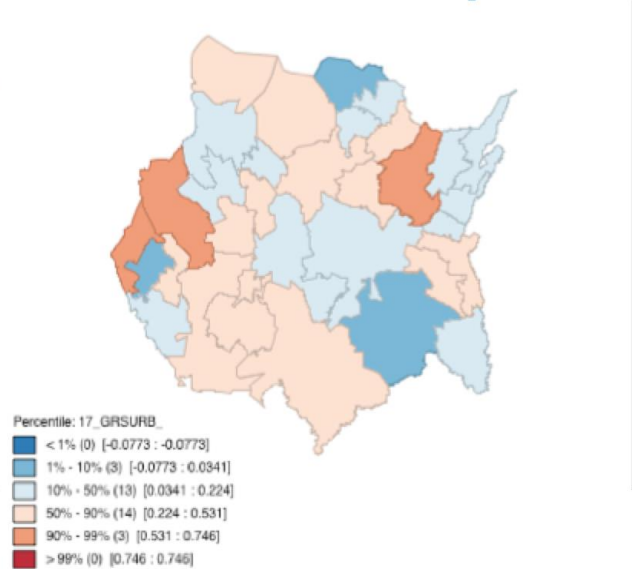 Percentile: 17_GRSURB_
< 1% (0) [-0.0773 : -0.0773]
1% - 10% (3) [-0.0773 : 0.0341]
10% - 50% (13) [0.0341 : 0.224]
50% - 90% (14) [0.224 : 0.531]
90% - 99% (3) [0.531 : 0.746]
> 99% (0) [0.746 : 0.746]